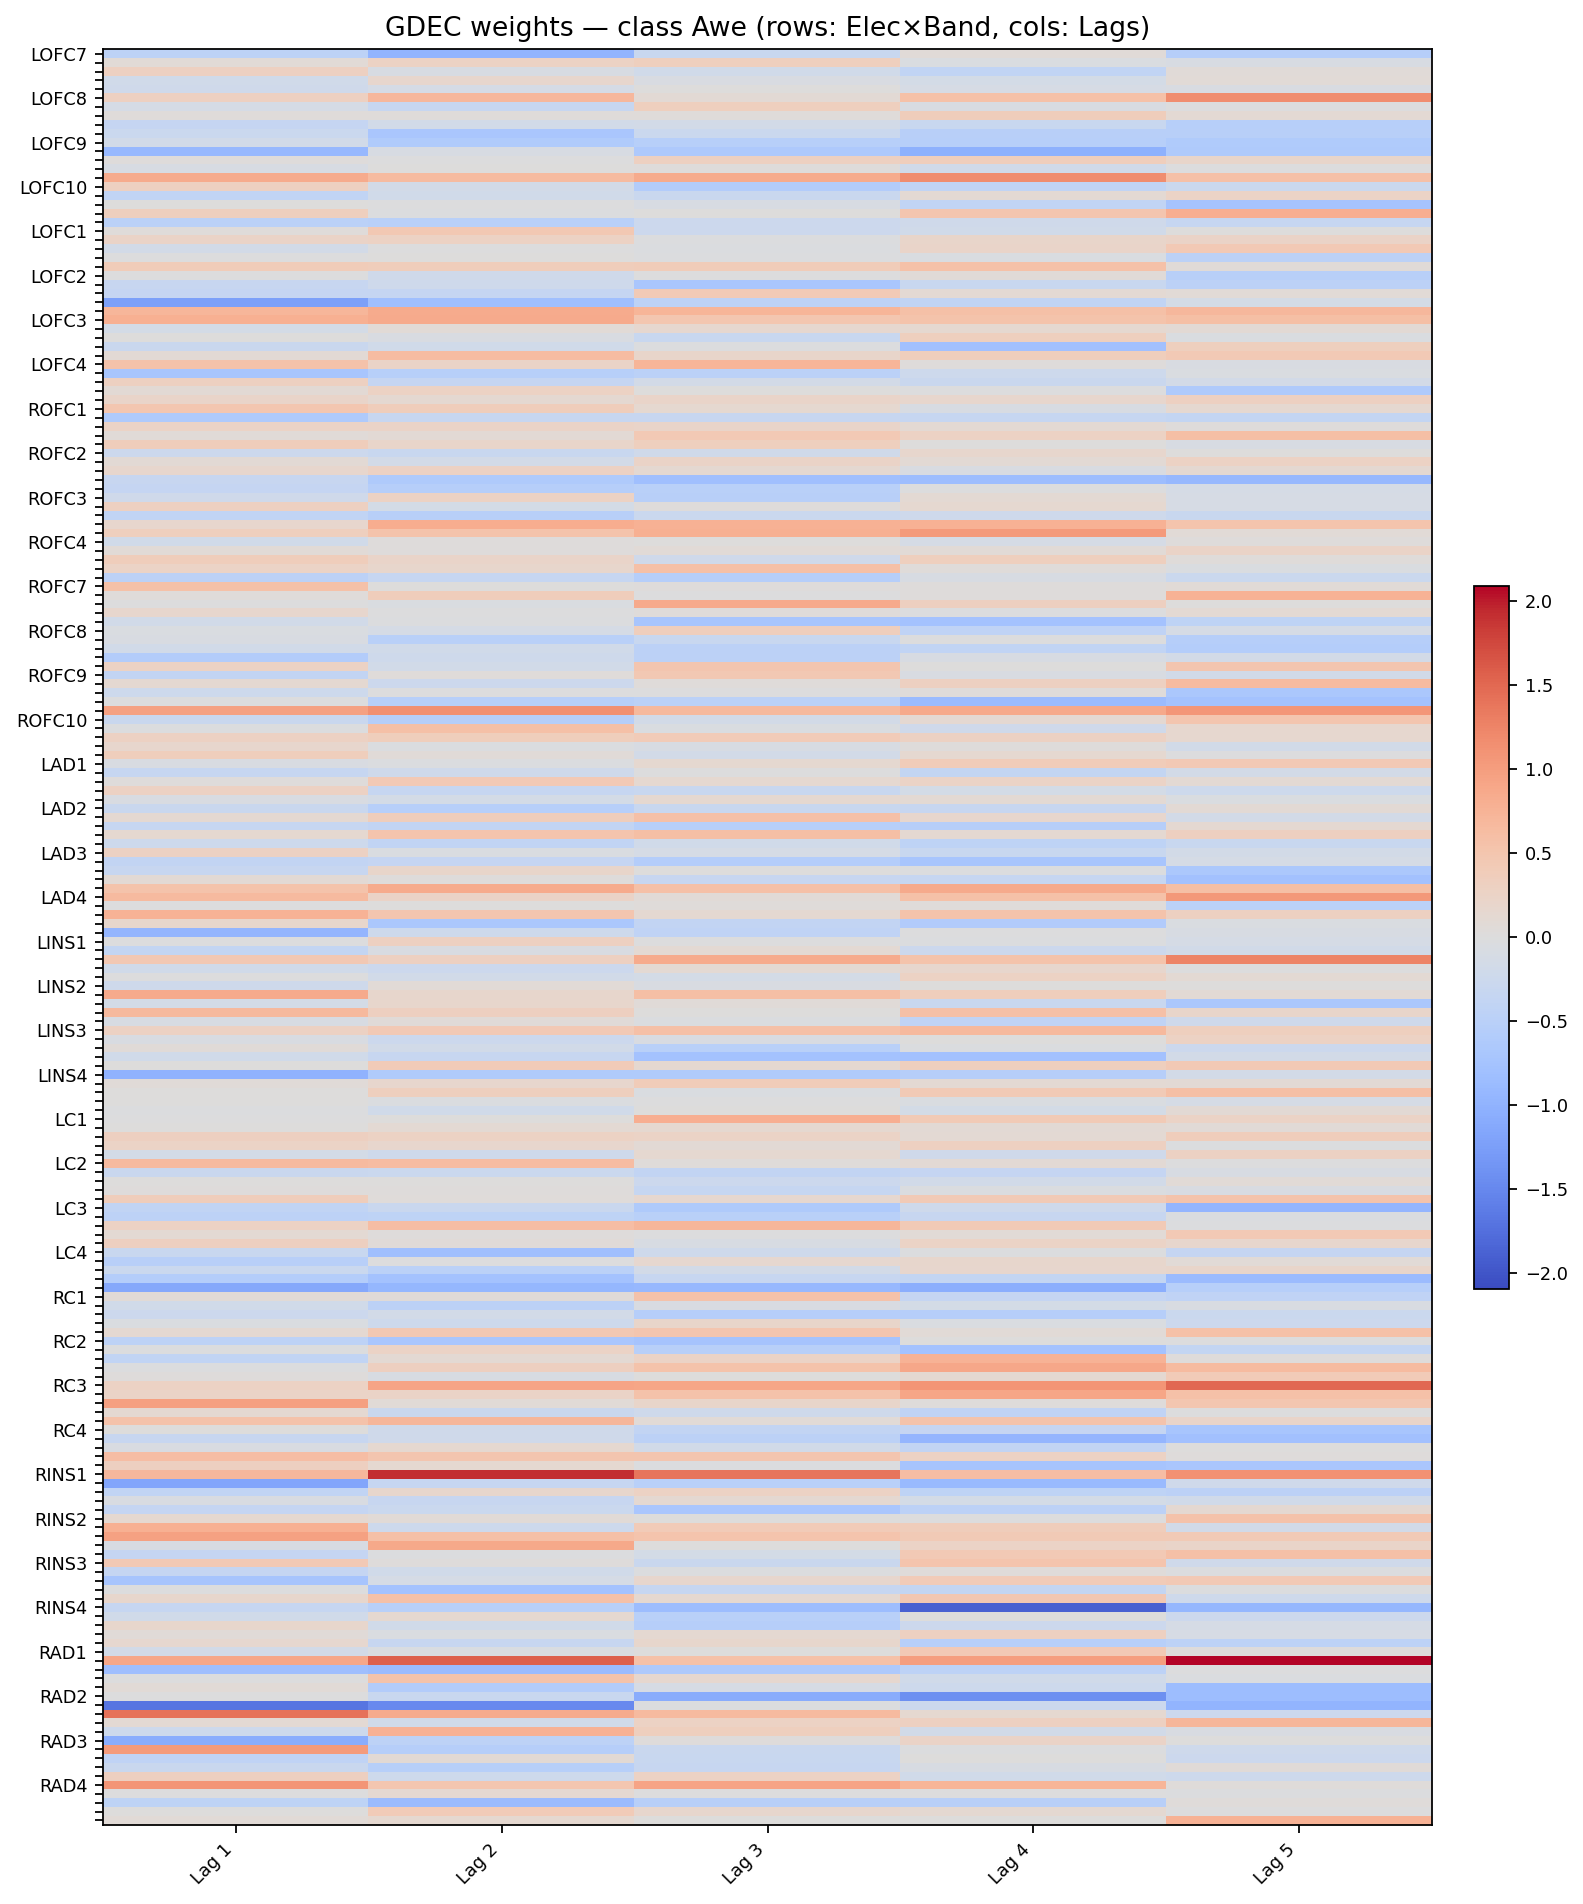 GDEC weights — class Awe (rows: Elec×Band, cols: Lags)
LOFC7
LOFC8
LOFC9
LOFC10
LOFC1
LOFC2
LOFC3
LOFC4
ROFC1
ROFC2
ROFC3
ROFC4
ROFC7
ROFC8
ROFC9
ROFC10
LAD1
LAD2
LAD3
LAD4
LINS1
LINS2
LINS3
LINS4
LC1
LC2
LC3
LC4
RC1
RC2
RC3
RC4
RINS1
RINS2
RINS3
RINS4
RAD1
RAD2
RAD3
RAD4
Lag 1
Lag 2
Lag 3
Lag 4
Lag 5
2.0
1.5
1.0
0.5
0.0
−0.5
−1.0
−1.5
−2.0